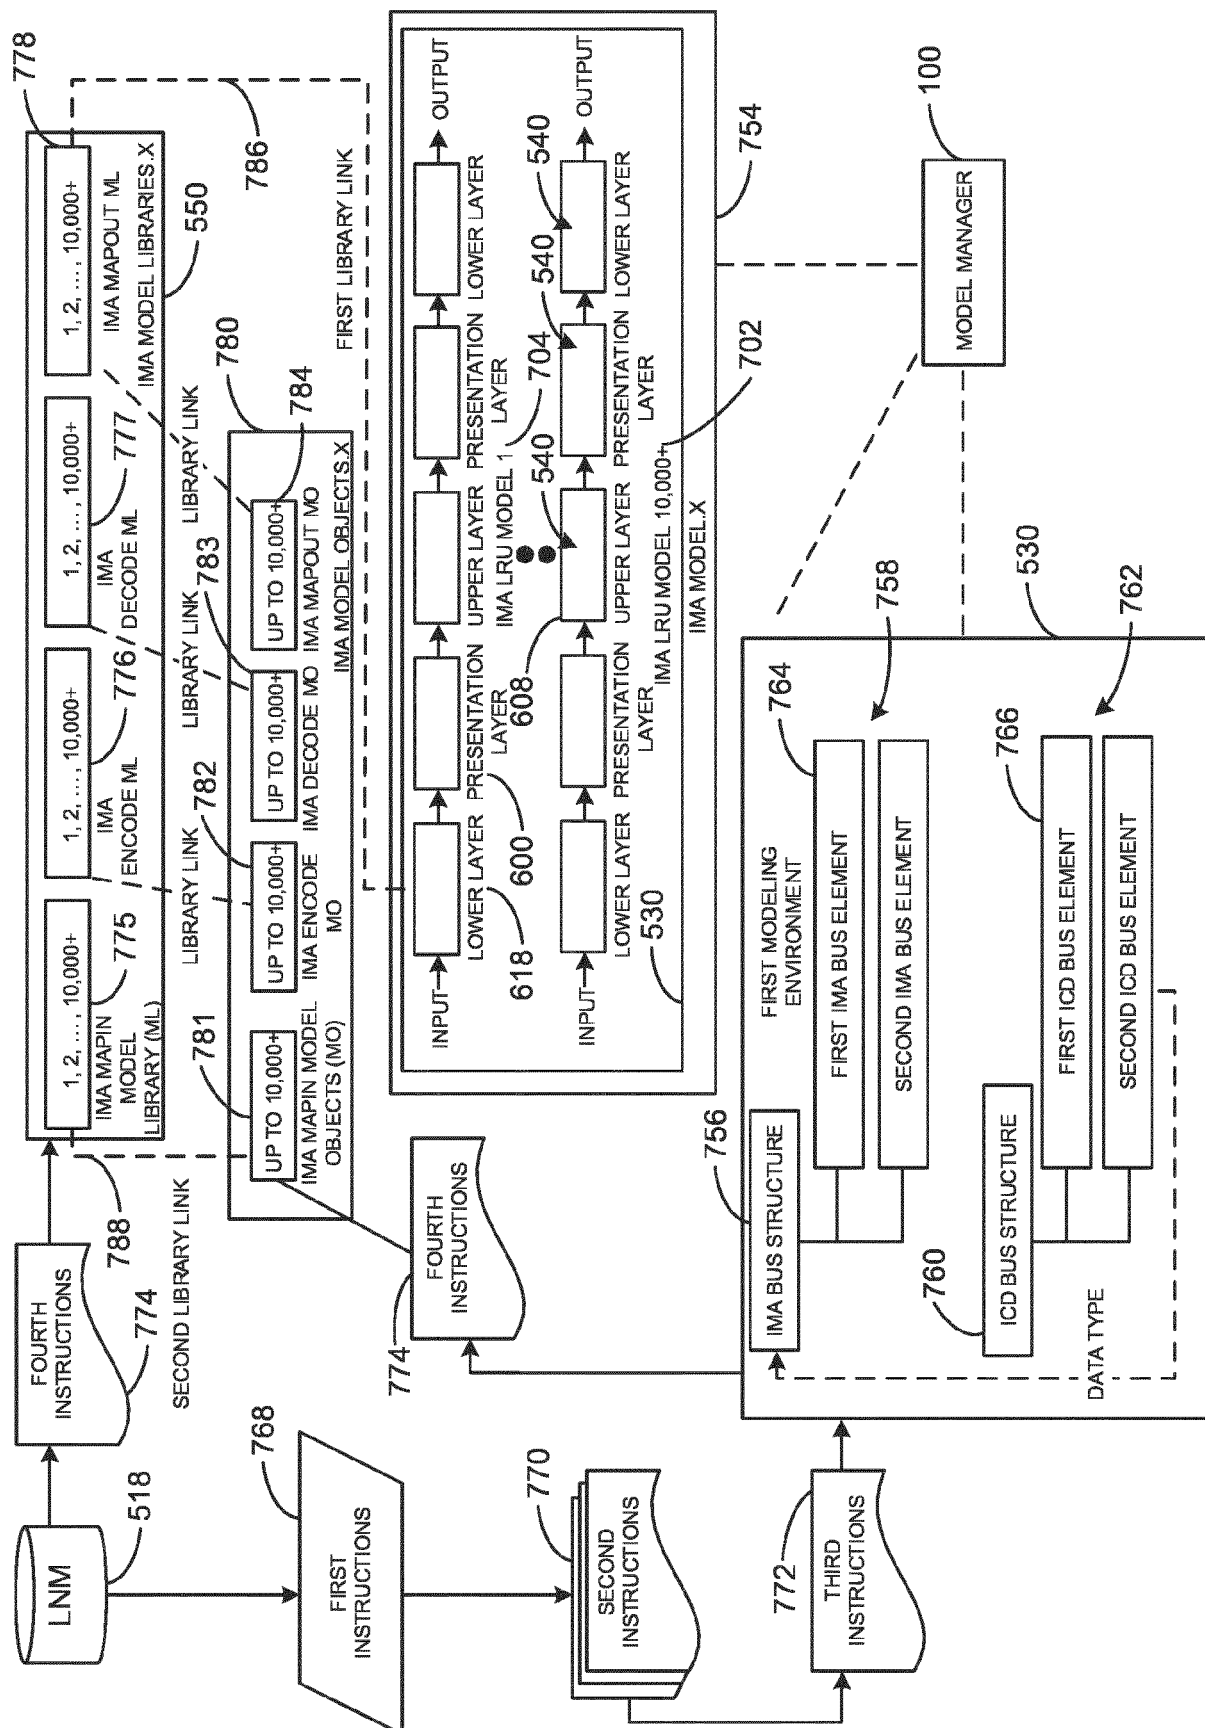 LNM
518
FOURTH
INSTRUCTIONS
774
SECOND LIBRARY LINK
788
1, 2, ..., 10,000+
IMA MAPIN
MODEL
LIBRARY (ML)
775
1, 2, ..., 10,000+
IMA
ENCODE ML
776
1, 2, ..., 10,000+
IMA
DECODE ML
777
1, 2, ..., 10,000+
IMA MAPOUT ML
778
IMA MODEL LIBRARIES.X
550
786
LIBRARY LINK
LIBRARY LINK
LIBRARY LINK
FIRST LIBRARY LINK
781
UP TO 10,000+
IMA MAPIN MODEL
OBJECTS (MO)
782
UP TO 10,000+
IMA ENCODE
MO
783
UP TO 10,000+
IMA DECODE MO
784
UP TO 10,000+
IMA MAPOUT MO
IMA MODEL OBJECTS.X
780
768
FIRST
INSTRUCTIONS
770
SECOND
INSTRUCTIONS
772
THIRD
INSTRUCTIONS
774
FOURTH
INSTRUCTIONS
INPUT
LOWER LAYER
PRESENTATION
LAYER
UPPER LAYER
PRESENTATION
LAYER
LOWER LAYER
OUTPUT
618
600
IMA LRU MODEL 1
704
608
540
540
540
INPUT
LOWER LAYER
PRESENTATION
LAYER
UPPER LAYER
PRESENTATION
LAYER
LOWER LAYER
OUTPUT
530
IMA LRU MODEL 10,000+
702
IMA MODEL.X
754
FIRST MODELING
ENVIRONMENT
756
IMA BUS STRUCTURE
764
FIRST IMA BUS ELEMENT
SECOND IMA BUS ELEMENT
758
760
ICD BUS STRUCTURE
766
FIRST ICD BUS ELEMENT
SECOND ICD BUS ELEMENT
762
DATA TYPE
530
MODEL MANAGER
100